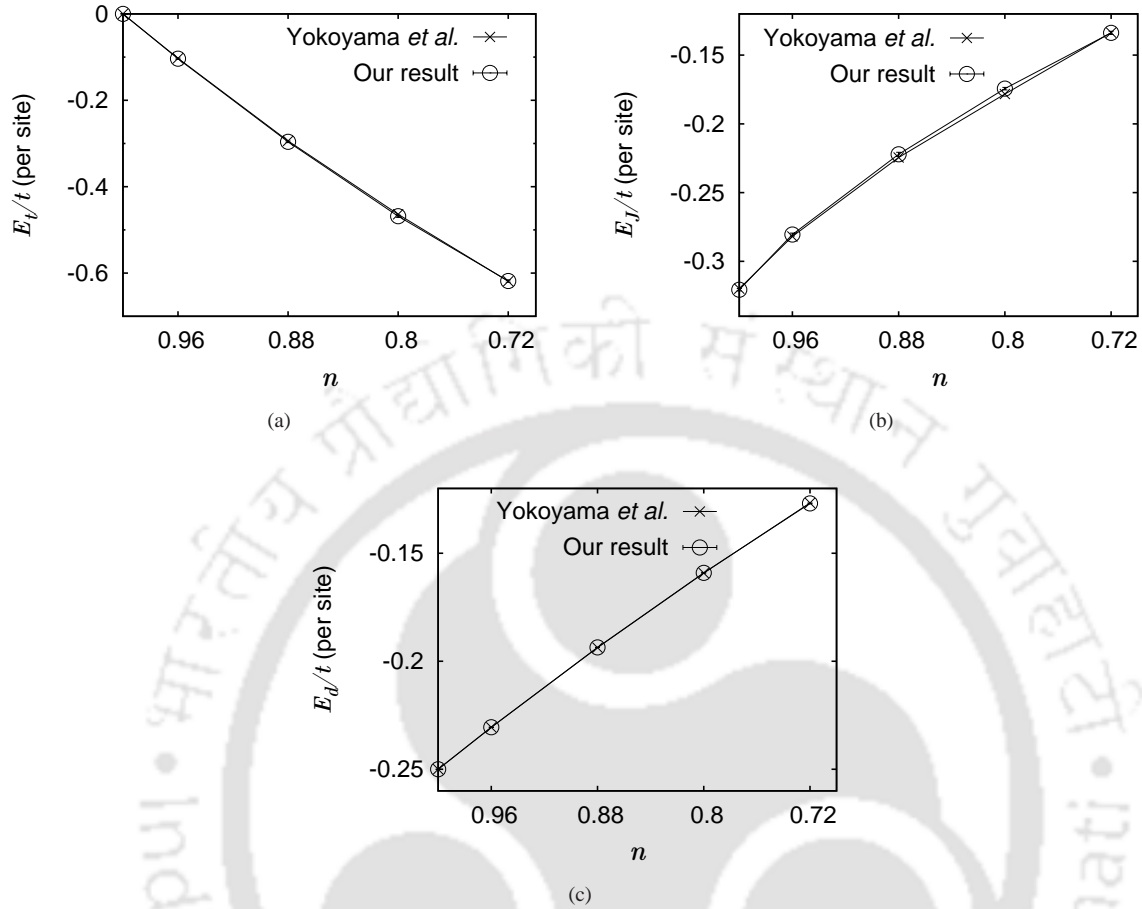 0
-0.2
-0.4
-0.6
E_t/t (per site)
Yokoyama et al.
Our result
0.96 0.88 0.8 0.72
n
(a)
-0.15
-0.2
-0.25
-0.3
E_J/t (per site)
Yokoyama et al.
Our result
0.96 0.88 0.8 0.72
n
(b)
-0.15
-0.2
-0.25
E_d/t (per site)
Yokoyama et al.
Our result
0.96 0.88 0.8 0.72
n
(c)
भारतीय प्रौद्योगिकी संस्थान गुवाहाटी